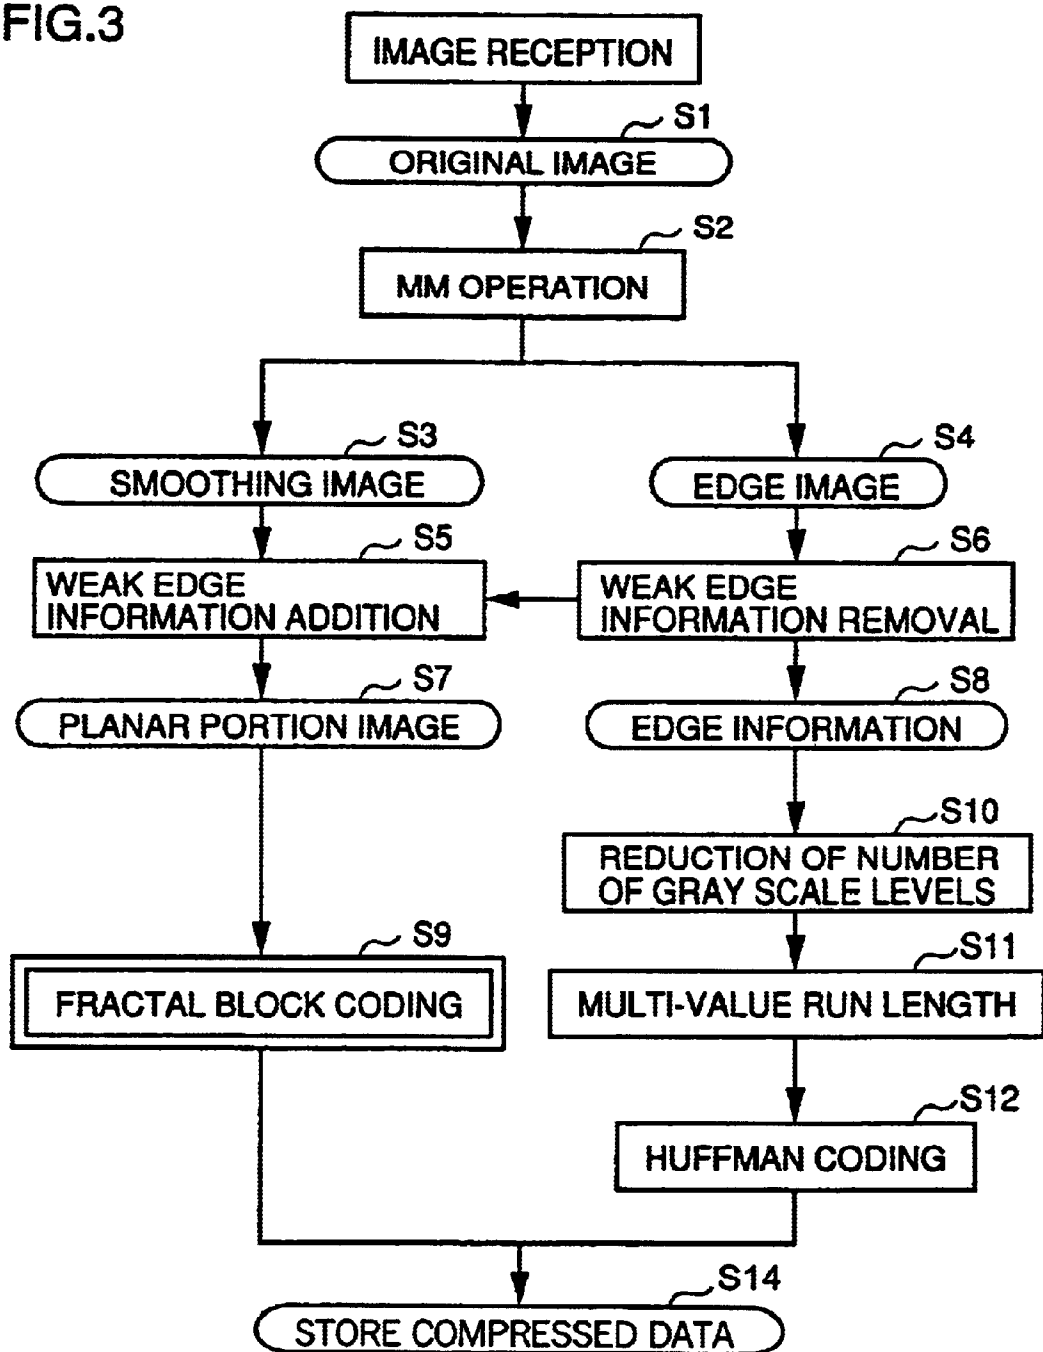 FIG.3
IMAGE RECEPTION
S1
ORIGINAL IMAGE
S2
MM OPERATION
S3
SMOOTHING IMAGE
S4
EDGE IMAGE
S5
WEAK EDGE
INFORMATION ADDITION
S6
WEAK EDGE
INFORMATION REMOVAL
S7
PLANAR PORTION IMAGE
S8
EDGE INFORMATION
S10
REDUCTION OF NUMBER
OF GRAY SCALE LEVELS
S9
FRACTAL BLOCK CODING
S11
MULTI-VALUE RUN LENGTH
S12
HUFFMAN CODING
S14
STORE COMPRESSED DATA